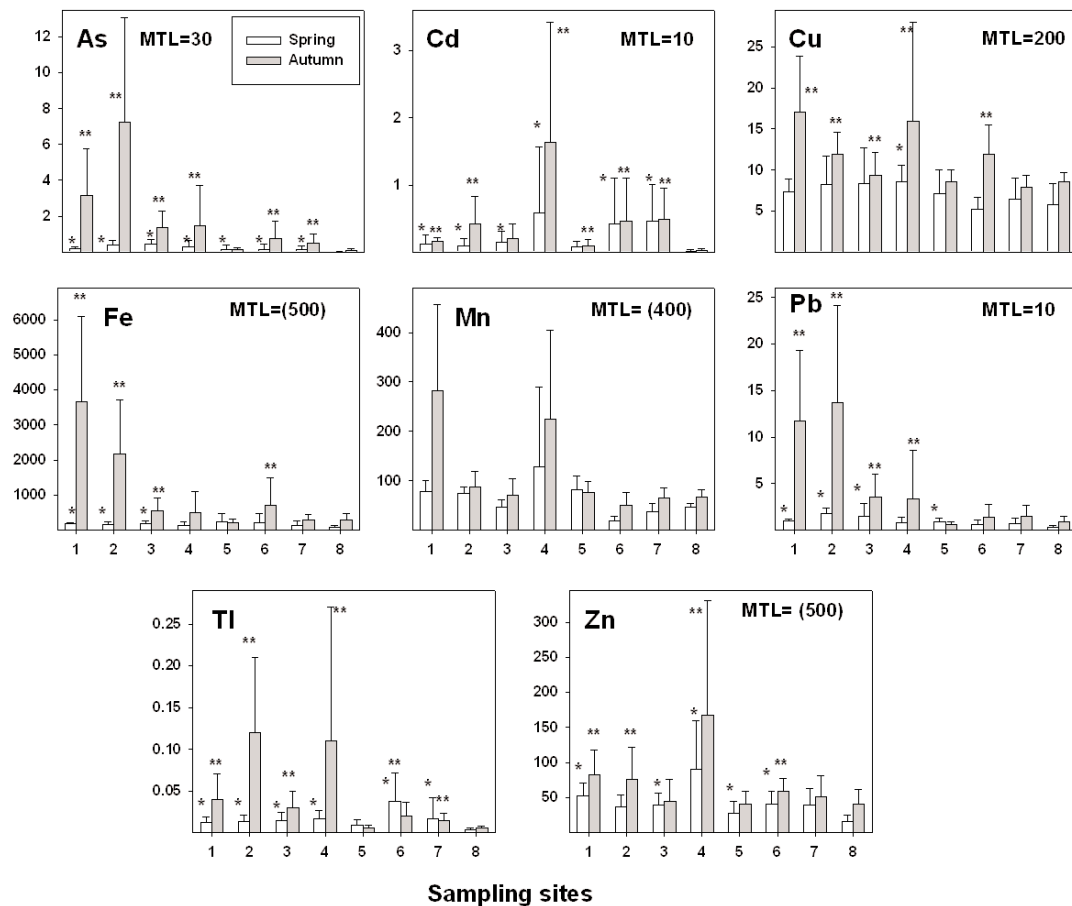 As MTL=30
Spring
Autumn
12
10
8
6
4
2
* ** * ** * ** * ** * * ** * **
Cd MTL=10
3
2
1
* ** * ** * * ** ** * ** * **
Cu MTL=200
25
20
15
10
5
** ** ** * ** **
Fe MTL=(500)
6000
5000
4000
3000
2000
1000
* ** * ** * ** **
1 2 3 4 5 6 7 8
Mn MTL= (400)
400
300
200
100
1 2 3 4 5 6 7 8
Pb MTL=10
25
20
15
10
5
* ** * ** * ** * ** *
1 2 3 4 5 6 7 8
Tl
0.25
0.20
0.15
0.10
0.05
* ** * ** * ** * ** * ** * **
1 2 3 4 5 6 7 8
Zn MTL= (500)
300
250
200
150
100
50
* ** ** * * ** * * **
1 2 3 4 5 6 7 8
Sampling sites